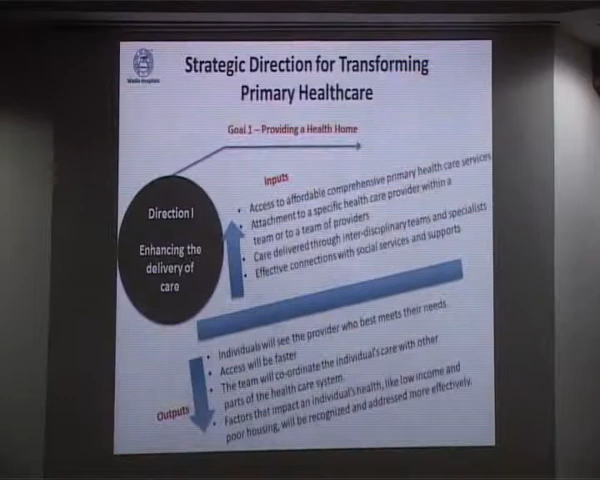 Wadia Hospitals
Strategic Direction for Transforming
Primary Healthcare
Goal 1 – Providing a Health Home
Inputs
• Access to affordable comprehensive primary health care services
• Attachment to a specific health care provider within a
team or to a team of providers
• Care delivered through inter-disciplinary teams and specialists
• Effective connections with social services and supports
Direction I
Enhancing the
delivery of
care
• Individuals will see the provider who best meets their needs
• Access will be faster
• The team will co-ordinate the individual's care with other
parts of the health care system.
• Factors that impact an individual's health, like low income and
poor housing, will be recognized and addressed more effectively.
Outputs